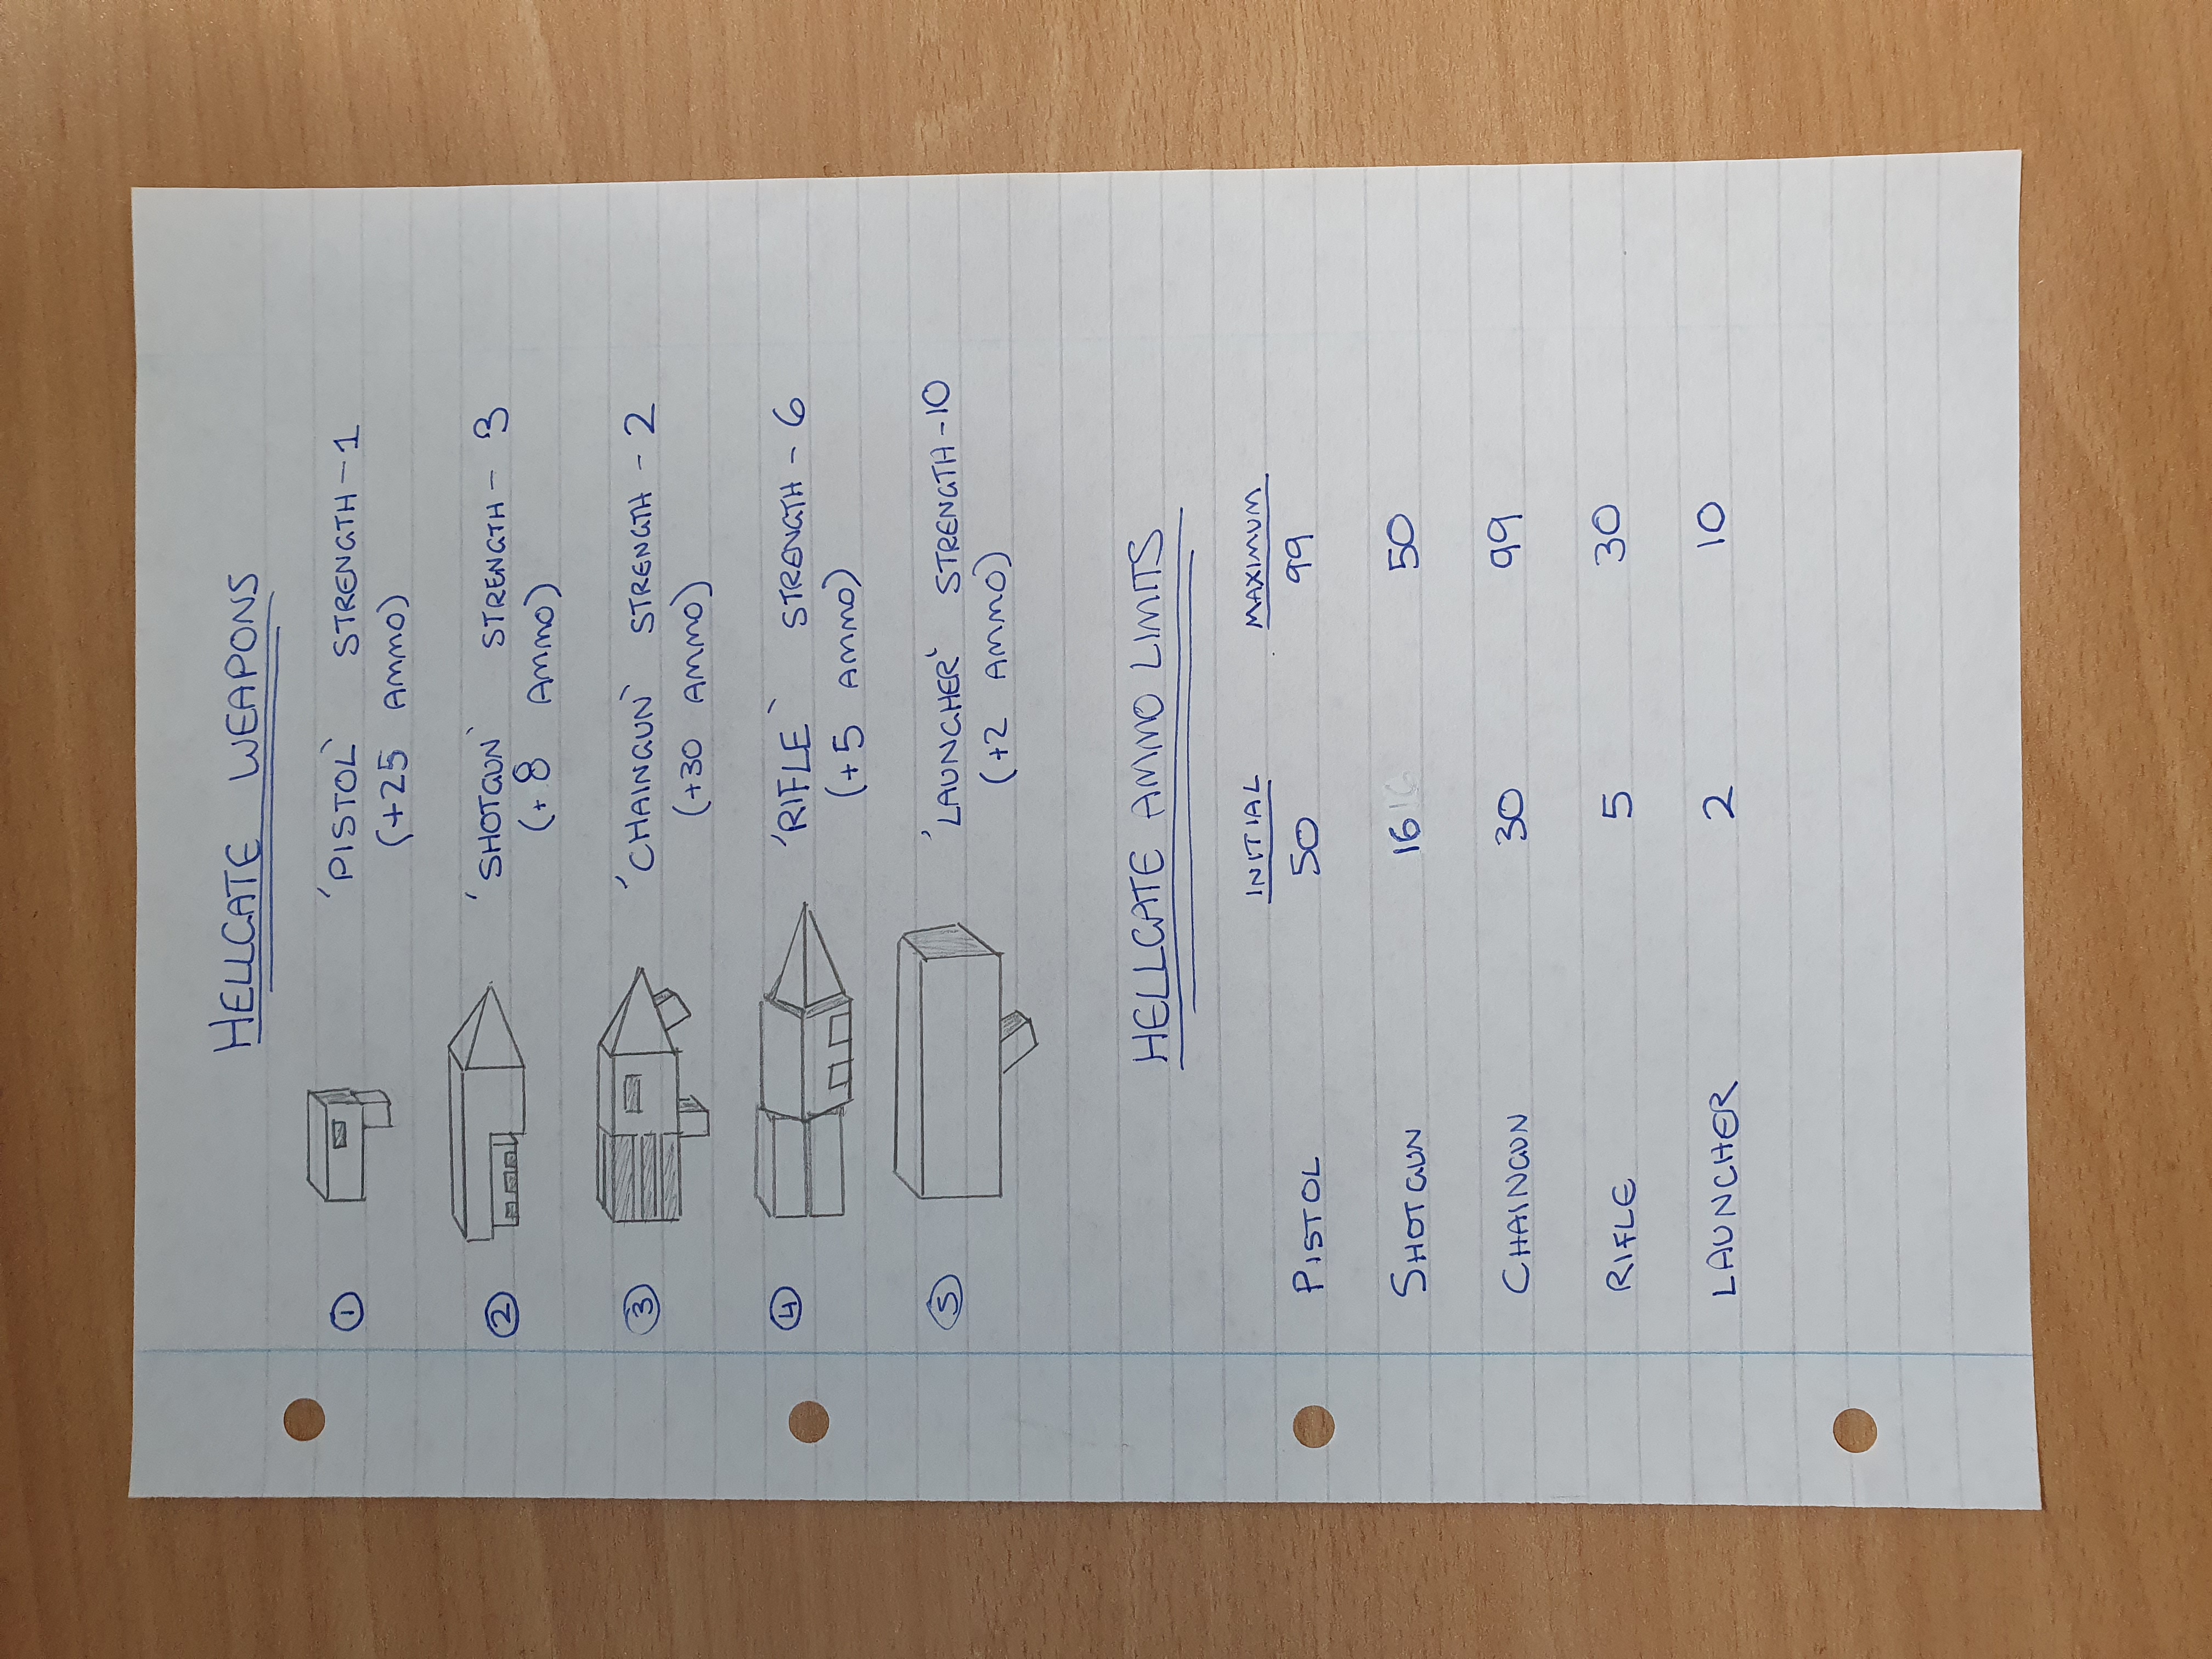 HELLGATE WEAPONS
1 'PISTOL' STRENGTH - 1
(+25 AMMO)
2 'SHOTGUN' STRENGTH - 3
(+ 8 AMMO)
3 'CHAINGUN' STRENGTH - 2
(+30 AMMO)
4 'RIFLE' STRENGTH - 6
(+5 AMMO)
5 'LAUNCHER' STRENGTH - 10
(+2 AMMO)
HELLGATE AMMO LIMITS
INITIAL MAXIMUM
PISTOL 50 99
SHOTGUN 16 16 50
CHAINGUN 30 99
RIFLE 5 30
LAUNCHER 2 10